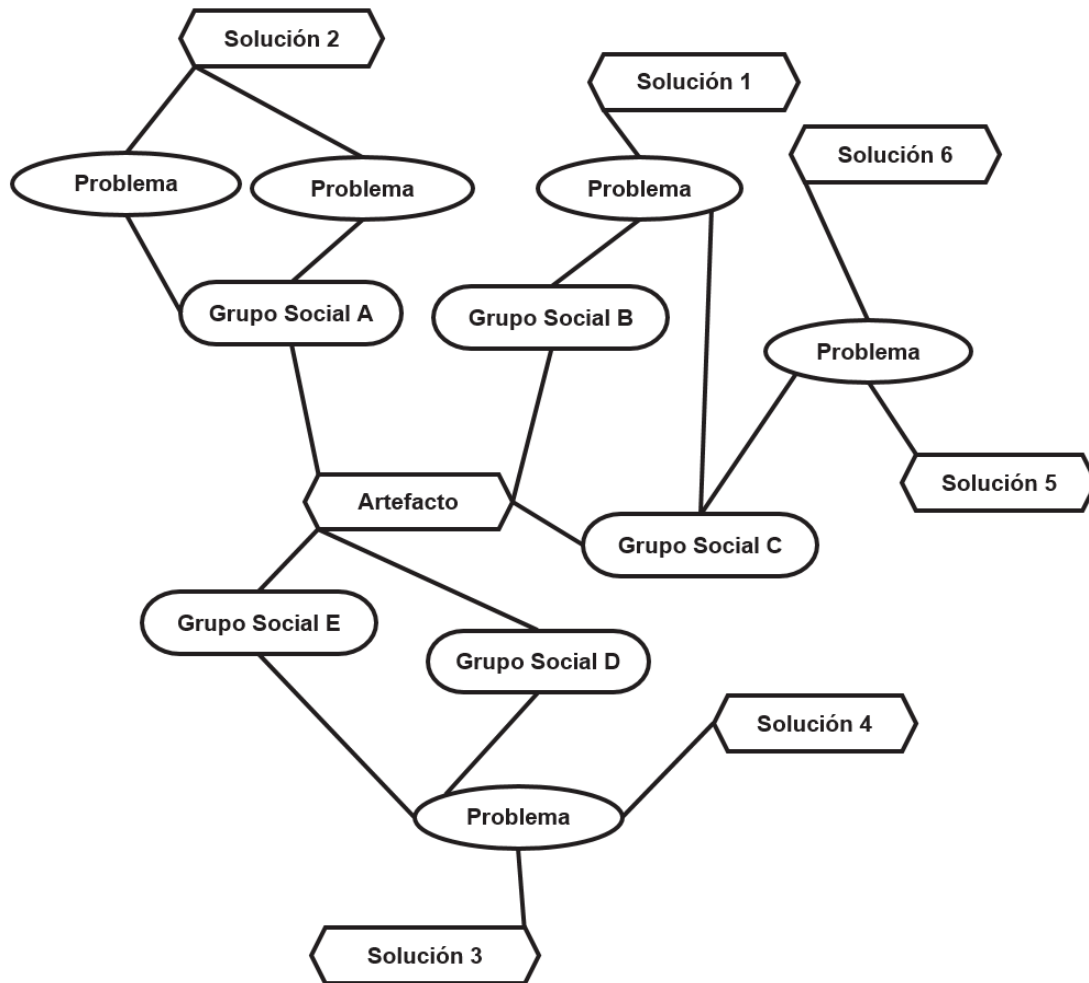 Solución 2
Solución 1
Solución 6
Problema
Problema
Problema
Grupo Social A
Grupo Social B
Problema
Solución 5
Artefacto
Grupo Social C
Grupo Social E
Grupo Social D
Solución 4
Problema
Solución 3